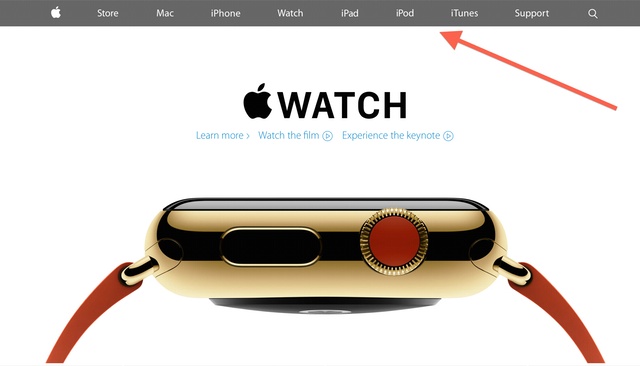 Store Mac iPhone Watch iPad iPod iTunes Support
WATCH
Learn more > Watch the film Experience the keynote